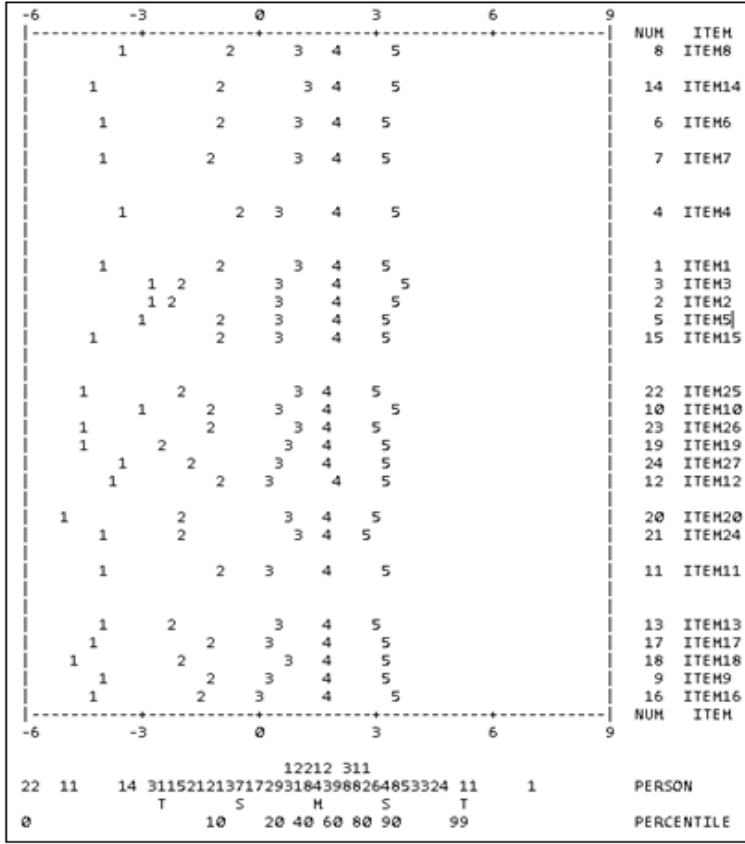 -6 -3 0 3 6 9
|------------------+------------------+------------------+------------------+------------------| NUM ITEM
| 1 2 3 4 5 | 8 ITEM8
| 1 2 3 4 5 | 14 ITEM14
| 1 2 3 4 5 | 6 ITEM6
| 1 2 3 4 5 | 7 ITEM7
| 1 2 3 4 5 | 4 ITEM4
| 1 2 3 4 5 | 1 ITEM1
| 1 2 3 4 5 | 3 ITEM3
| 1 2 3 4 5 | 2 ITEM2
| 1 2 3 4 5 | 5 ITEM5
| 1 2 3 4 5 | 15 ITEM15
| 1 2 3 4 5 | 22 ITEM25
| 1 2 3 4 5 | 10 ITEM10
| 1 2 3 4 5 | 23 ITEM26
| 1 2 3 4 5 | 19 ITEM19
| 1 2 3 4 5 | 24 ITEM27
| 1 2 3 4 5 | 12 ITEM12
| 1 2 3 4 5 | 20 ITEM20
| 1 2 3 4 5 | 21 ITEM24
| 1 2 3 4 5 | 11 ITEM11
| 1 2 3 4 5 | 13 ITEM13
| 1 2 3 4 5 | 17 ITEM17
| 1 2 3 4 5 | 18 ITEM18
| 1 2 3 4 5 | 9 ITEM9
| 1 2 3 4 5 | 16 ITEM16
|------------------+------------------+------------------+------------------+------------------| NUM ITEM
-6 -3 0 3 6 9
12212 311
22 11 14 3115212137172931843988264853324 11 1 PERSON
T S M S T
0 10 20 40 60 80 90 99 PERCENTILE